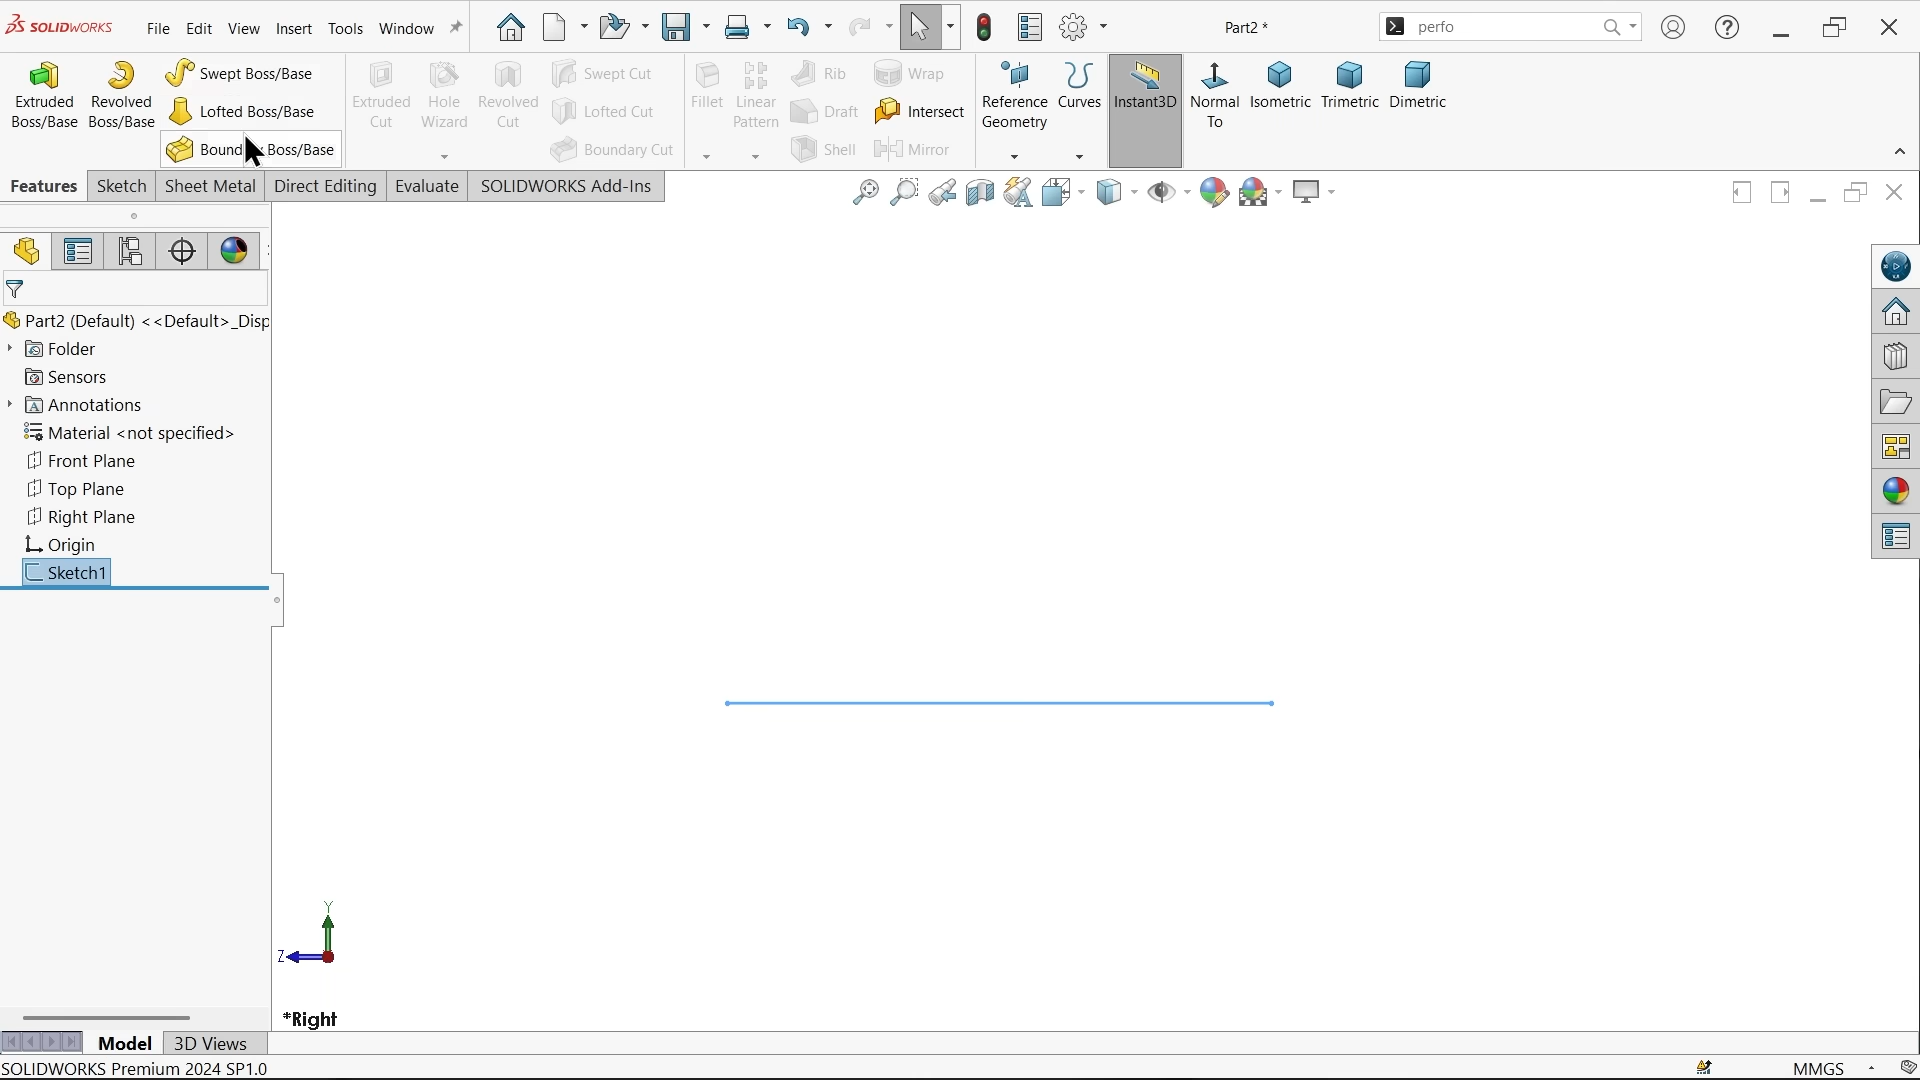 SOLIDWORKS File Edit View Insert Tools Window Part2 * perfo
Extruded Boss/Base
Revolved Boss/Base
Swept Boss/Base
Lofted Boss/Base
Boss/Base
Extruded Cut
Hole Wizard
Revolved Cut
Swept Cut
Lofted Cut
Boundary Cut
Fillet
Linear Pattern
Rib
Draft
Shell
Wrap
Intersect
Mirror
Reference Geometry
Curves
Instant3D
Normal To
Isometric
Trimetric
Dimetric
Features Sketch Sheet Metal Direct Editing Evaluate SOLIDWORKS Add-Ins
Part2 (Default) <<Default>_Disp
Folder
Sensors
Annotations
Material <not specified>
Front Plane
Top Plane
Right Plane
Origin
Sketch1
Y
Z
*Right
Model 3D Views
SOLIDWORKS Premium 2024 SP1.0 MMGS